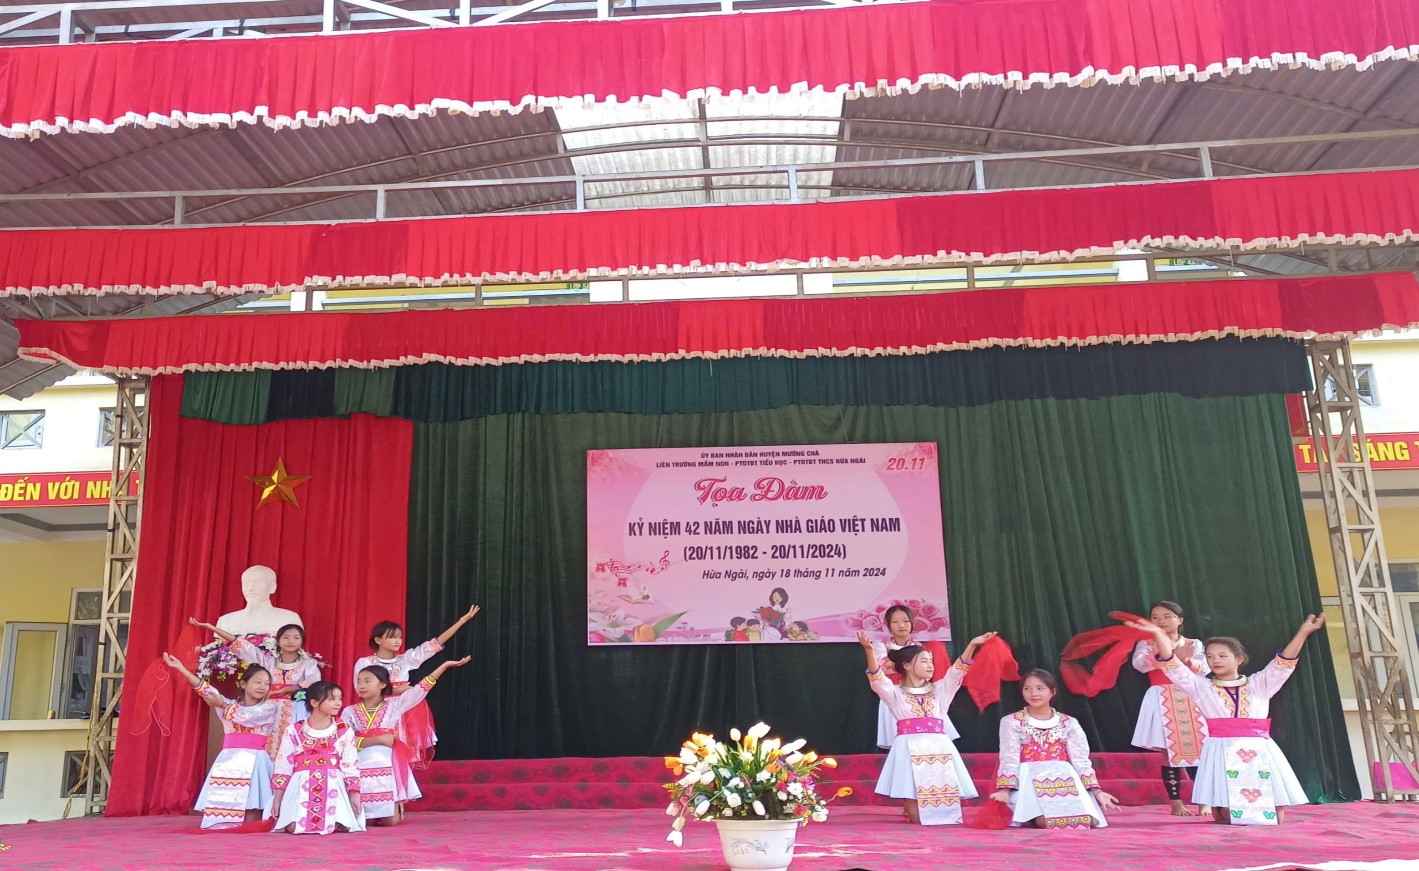 ỦY BAN NHÂN DÂN HUYỆN MƯỜNG CHÀ
LIÊN TRƯỜNG MẦM NON - PTDTBT TIỂU HỌC - PTDTBT THCS HỪA NGÀI
20.11
Tọa Đàm
KỶ NIỆM 42 NĂM NGÀY NHÀ GIÁO VIỆT NAM
(20/11/1982 - 20/11/2024)
Hừa Ngài, ngày 18 tháng 11 năm 2024
ĐẾN VỚI
SÁNG